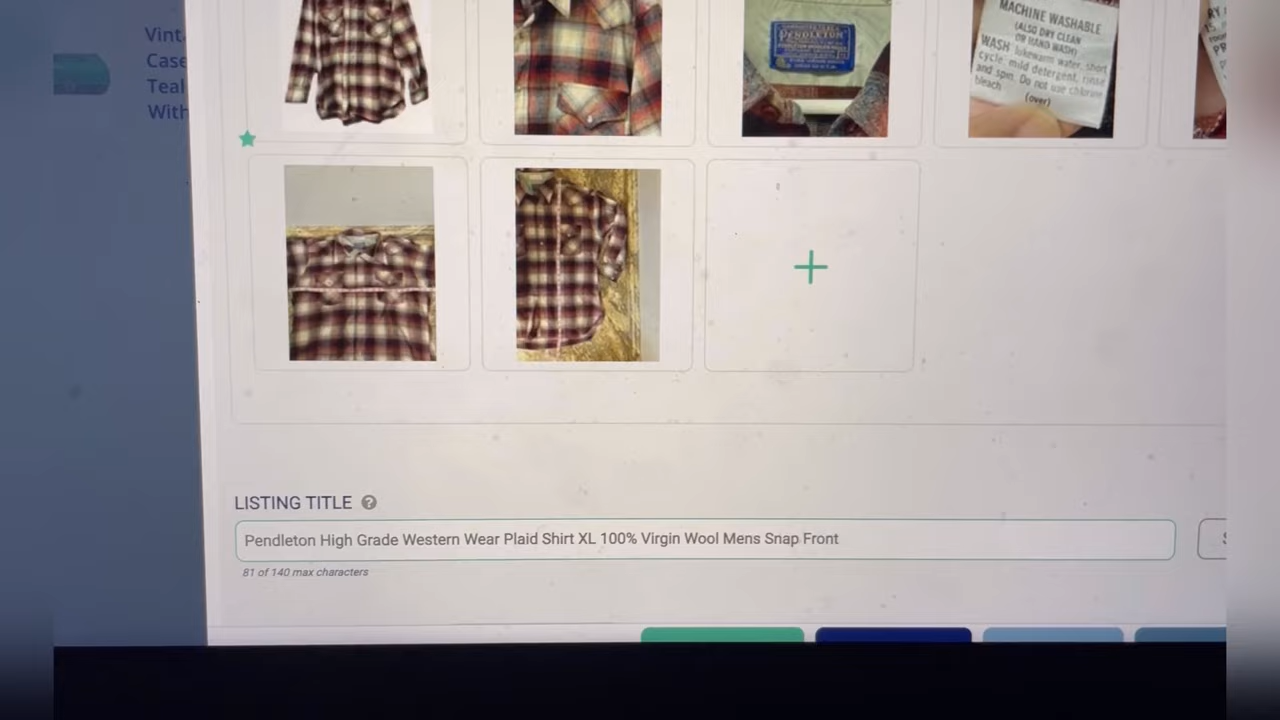 Vint
Case
Teal
With
PENDLETON
MACHINE WASHABLE
(ALSO DRY CLEAN
OR HAND WASH)
WASH lukewarm water, short
cycle, mild detergent, rinse
and spin. Do not use chlorine
bleach
(over)
LISTING TITLE ?
Pendleton High Grade Western Wear Plaid Shirt XL 100% Virgin Wool Mens Snap Front
81 of 140 max characters